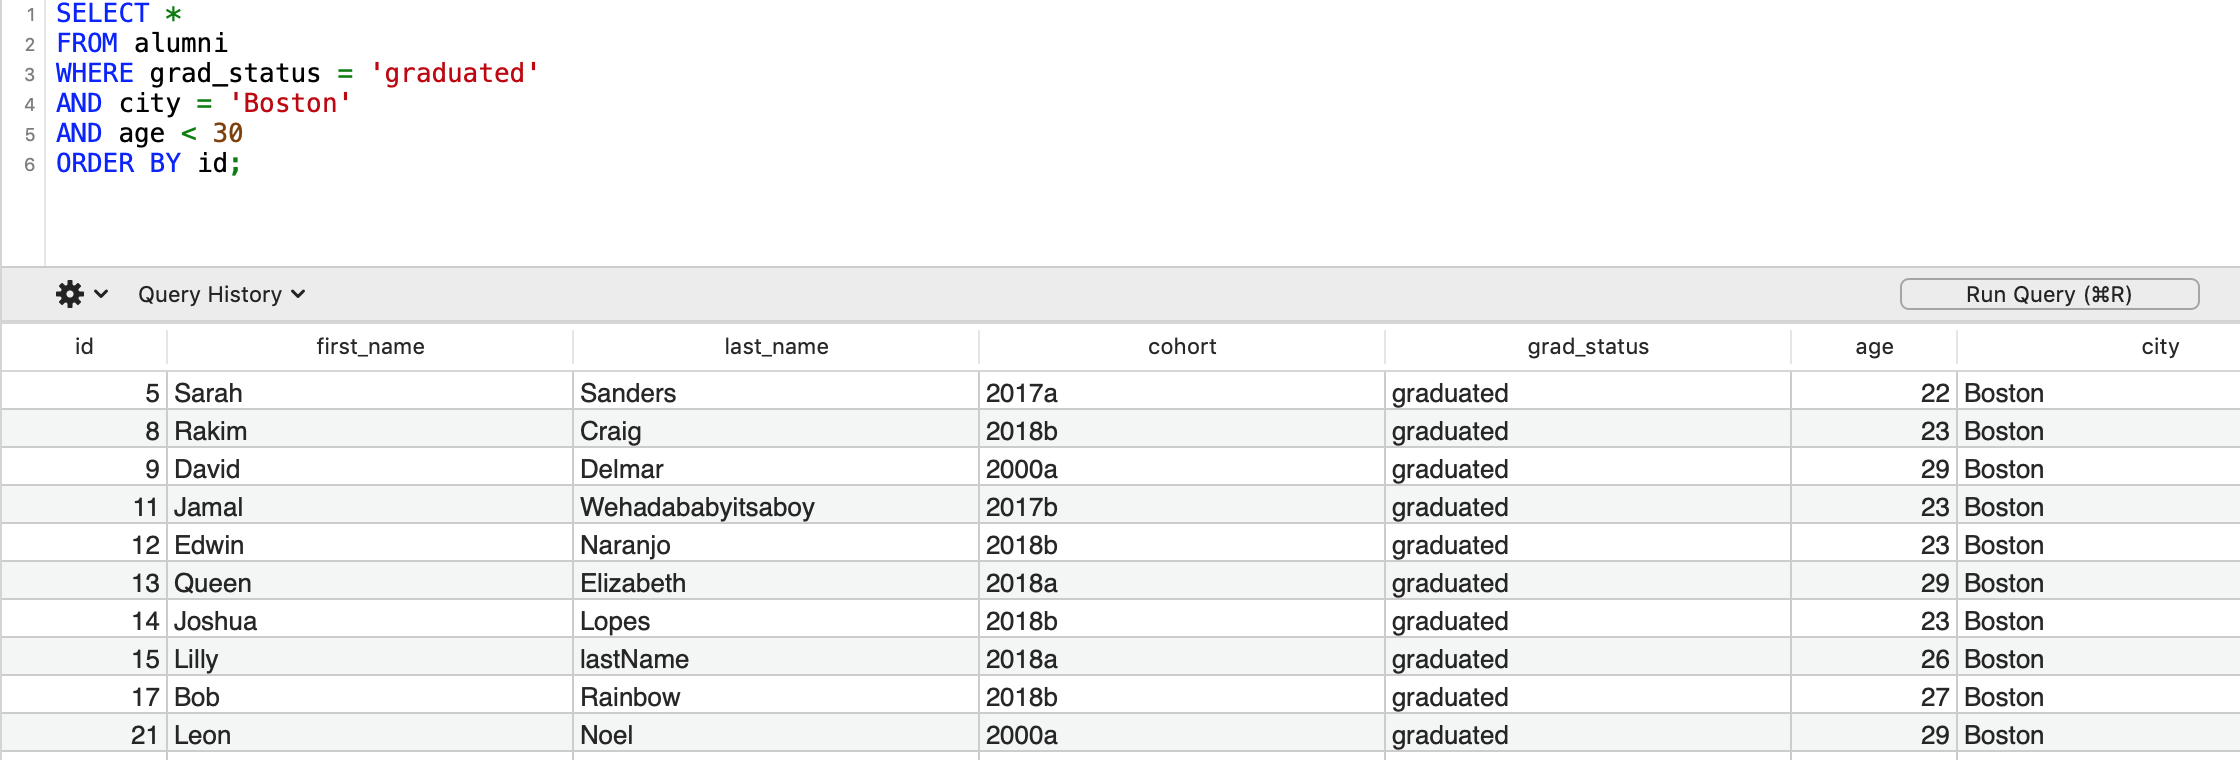 1 SELECT *
2 FROM alumni
3 WHERE grad_status = 'graduated'
4 AND city = 'Boston'
5 AND age < 30
6 ORDER BY id;
Query History Run Query (⌘R)
id first_name last_name cohort grad_status age city
5 Sarah Sanders 2017a graduated 22 Boston
8 Rakim Craig 2018b graduated 23 Boston
9 David Delmar 2000a graduated 29 Boston
11 Jamal Wehadababyitsaboy 2017b graduated 23 Boston
12 Edwin Naranjo 2018b graduated 23 Boston
13 Queen Elizabeth 2018a graduated 29 Boston
14 Joshua Lopes 2018b graduated 23 Boston
15 Lilly lastName 2018a graduated 26 Boston
17 Bob Rainbow 2018b graduated 27 Boston
21 Leon Noel 2000a graduated 29 Boston